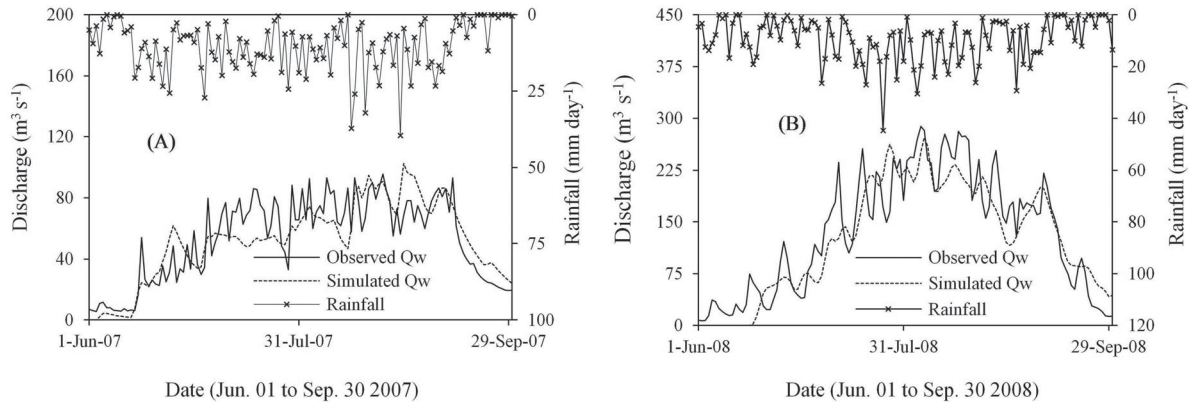 200
160
120
80
40
0
Discharge (m³ s⁻¹)
(A)
0
25
50
75
100
Rainfall (mm day⁻¹)
Observed Qw
Simulated Qw
Rainfall
1-Jun-07
31-Jul-07
29-Sep-07
Date (Jun. 01 to Sep. 30 2007)
450
375
300
225
150
75
0
Discharge (m³ s⁻¹)
(B)
0
20
40
60
80
100
120
Rainfall (mm day⁻¹)
Observed Qw
Simulated Qw
Rainfall
1-Jun-08
31-Jul-08
29-Sep-08
Date (Jun. 01 to Sep. 30 2008)